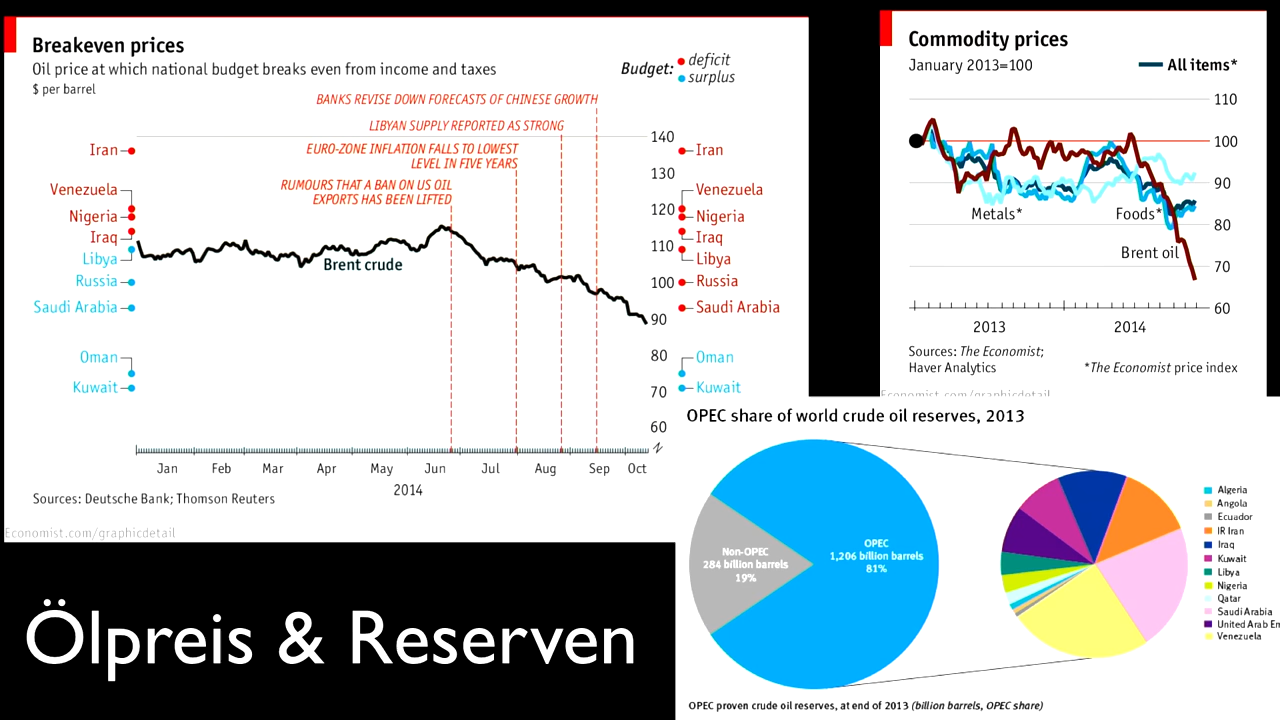 Breakeven prices
Oil price at which national budget breaks even from income and taxes
$ per barrel
Budget: deficit
surplus
BANKS REVISE DOWN FORECASTS OF CHINESE GROWTH
LIBYAN SUPPLY REPORTED AS STRONG
EURO-ZONE INFLATION FALLS TO LOWEST
LEVEL IN FIVE YEARS
RUMOURS THAT A BAN ON US OIL
EXPORTS HAS BEEN LIFTED
Iran
Venezuela
Nigeria
Iraq
Libya
Russia
Saudi Arabia
Oman
Kuwait
Brent crude
140
130
120
110
100
90
80
70
60
Iran
Venezuela
Nigeria
Iraq
Libya
Russia
Saudi Arabia
Oman
Kuwait
Jan Feb Mar Apr May Jun Jul Aug Sep Oct
2014
Sources: Deutsche Bank; Thomson Reuters
Economist.com/graphicdetail
Commodity prices
January 2013=100
All items*
110
100
90
80
70
60
Metals*
Foods*
Brent oil
2013 2014
Sources: The Economist;
Haver Analytics
*The Economist price index
Economist.com/graphicdetail
OPEC share of world crude oil reserves, 2013
Non-OPEC
284 billion barrels
19%
OPEC
1,206 billion barrels
81%
Algeria
Angola
Ecuador
IR Iran
Iraq
Kuwait
Libya
Nigeria
Qatar
Saudi Arabia
United Arab Em
Venezuela
OPEC proven crude oil reserves, at end of 2013 (billion barrels, OPEC share)
Ölpreis & Reserven